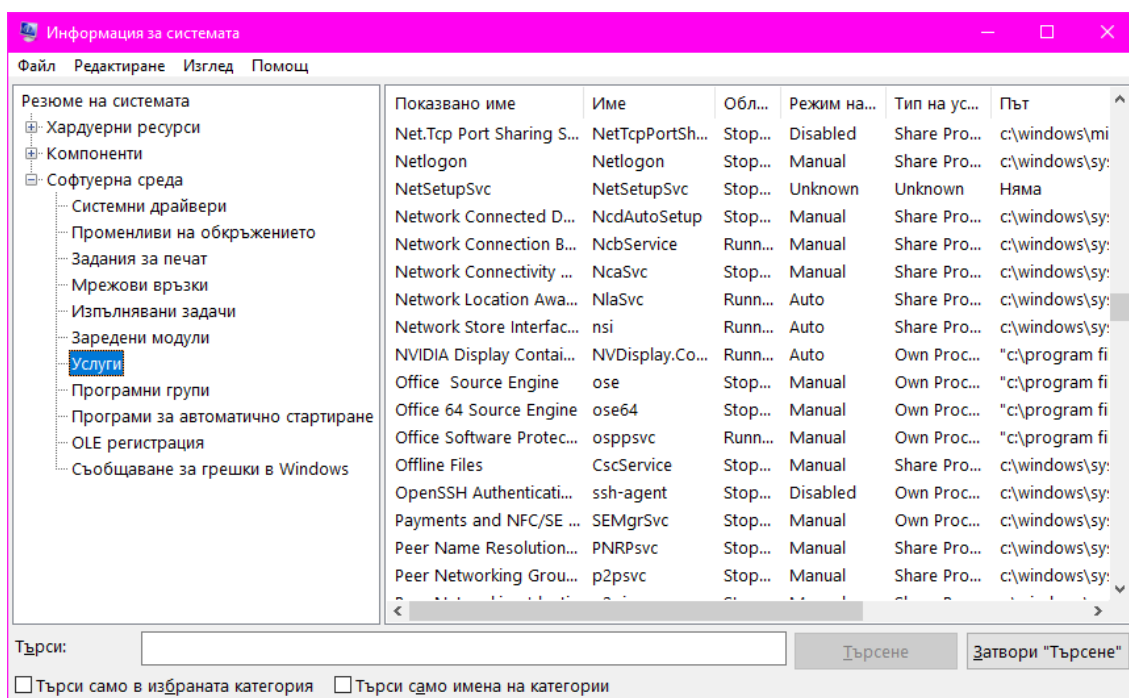 Информация за системата
Файл Редактиране Изглед Помощ
Резюме на системата
Хардуерни ресурси
Компоненти
Софтуерна среда
Системни драйвери
Променливи на обкръжението
Задания за печат
Мрежови връзки
Изпълнявани задачи
Заредени модули
Услуги
Програмни групи
Програми за автоматично стартиране
OLE регистрация
Съобщаване за грешки в Windows
Показвано име Име Обл... Режим на... Тип на ус... Път
Net.Tcp Port Sharing S... NetTcpPortSh... Stop... Disabled Share Pro... c:\windows\mi
Netlogon Netlogon Stop... Manual Share Pro... c:\windows\sy
NetSetupSvc NetSetupSvc Stop... Unknown Unknown Няма
Network Connected D... NcdAutoSetup Stop... Manual Share Pro... c:\windows\sy
Network Connection B... NcbService Runn... Manual Share Pro... c:\windows\sy
Network Connectivity ... NcaSvc Stop... Manual Share Pro... c:\windows\sy
Network Location Awa... NlaSvc Runn... Auto Share Pro... c:\windows\sy
Network Store Interfac... nsi Runn... Auto Share Pro... c:\windows\sy
NVIDIA Display Contai... NVDisplay.Co... Runn... Auto Own Proc... "c:\program fi
Office Source Engine ose Stop... Manual Own Proc... "c:\program fi
Office 64 Source Engine ose64 Stop... Manual Own Proc... "c:\program fi
Office Software Protec... osppsvc Runn... Manual Own Proc... "c:\program fi
Offline Files CscService Stop... Manual Share Pro... c:\windows\sy
OpenSSH Authenticati... ssh-agent Stop... Disabled Own Proc... c:\windows\sy
Payments and NFC/SE ... SEMgrSvc Stop... Manual Own Proc... c:\windows\sy
Peer Name Resolution... PNRPsvc Stop... Manual Share Pro... c:\windows\sy
Peer Networking Grou... p2psvc Stop... Manual Share Pro... c:\windows\sy
Търси: Търсене Затвори "Търсене"
Търси само в избраната категория Търси само имена на категории